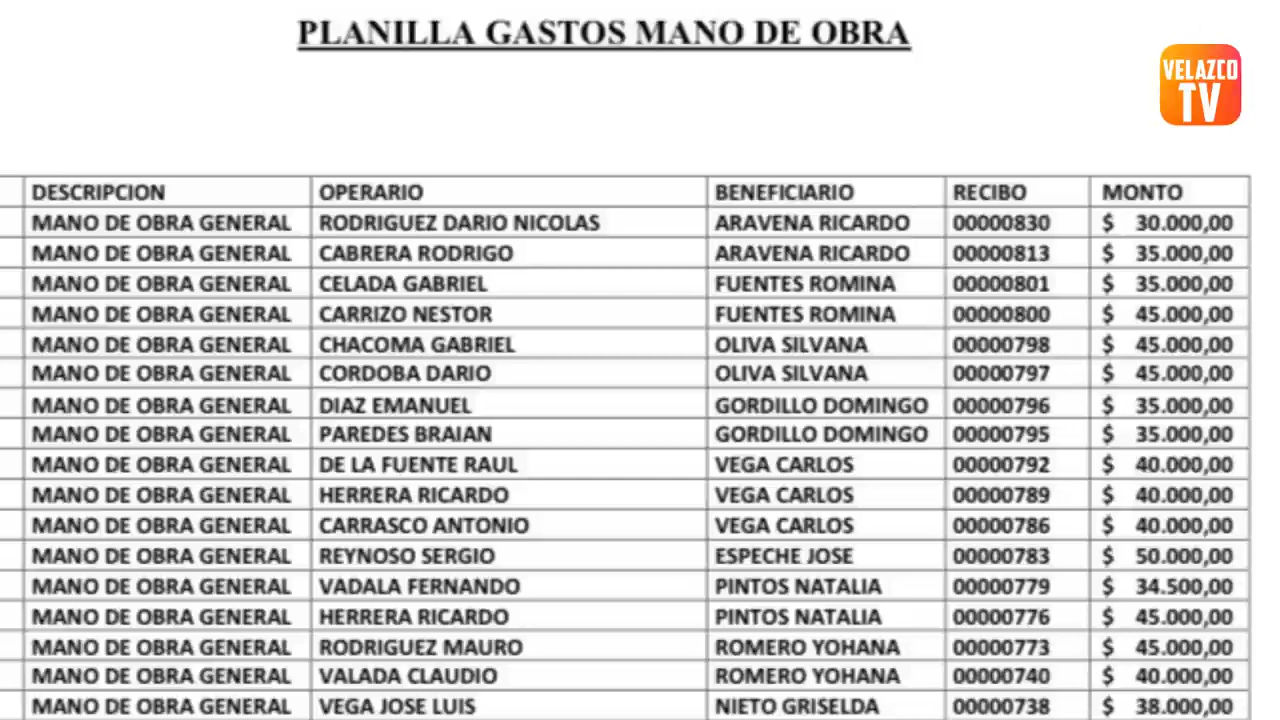 PLANILLA GASTOS MANO DE OBRA
VELAZCO
TV
DESCRIPCION OPERARIO BENEFICIARIO RECIBO MONTO
MANO DE OBRA GENERAL RODRIGUEZ DARIO NICOLAS ARAVENA RICARDO 00000830 $ 30.000,00
MANO DE OBRA GENERAL CABRERA RODRIGO ARAVENA RICARDO 00000813 $ 35.000,00
MANO DE OBRA GENERAL CELADA GABRIEL FUENTES ROMINA 00000801 $ 35.000,00
MANO DE OBRA GENERAL CARRIZO NESTOR FUENTES ROMINA 00000800 $ 45.000,00
MANO DE OBRA GENERAL CHACOMA GABRIEL OLIVA SILVANA 00000798 $ 45.000,00
MANO DE OBRA GENERAL CORDOBA DARIO OLIVA SILVANA 00000797 $ 45.000,00
MANO DE OBRA GENERAL DIAZ EMANUEL GORDILLO DOMINGO 00000796 $ 35.000,00
MANO DE OBRA GENERAL PAREDES BRAIAN GORDILLO DOMINGO 00000795 $ 35.000,00
MANO DE OBRA GENERAL DE LA FUENTE RAUL VEGA CARLOS 00000792 $ 40.000,00
MANO DE OBRA GENERAL HERRERA RICARDO VEGA CARLOS 00000789 $ 40.000,00
MANO DE OBRA GENERAL CARRASCO ANTONIO VEGA CARLOS 00000786 $ 40.000,00
MANO DE OBRA GENERAL REYNOSO SERGIO ESPECHE JOSE 00000783 $ 50.000,00
MANO DE OBRA GENERAL VADALA FERNANDO PINTOS NATALIA 00000779 $ 34.500,00
MANO DE OBRA GENERAL HERRERA RICARDO PINTOS NATALIA 00000776 $ 45.000,00
MANO DE OBRA GENERAL RODRIGUEZ MAURO ROMERO YOHANA 00000773 $ 45.000,00
MANO DE OBRA GENERAL VALADA CLAUDIO ROMERO YOHANA 00000740 $ 40.000,00
MANO DE OBRA GENERAL VEGA JOSE LUIS NIETO GRISELDA 00000738 $ 38.000,00